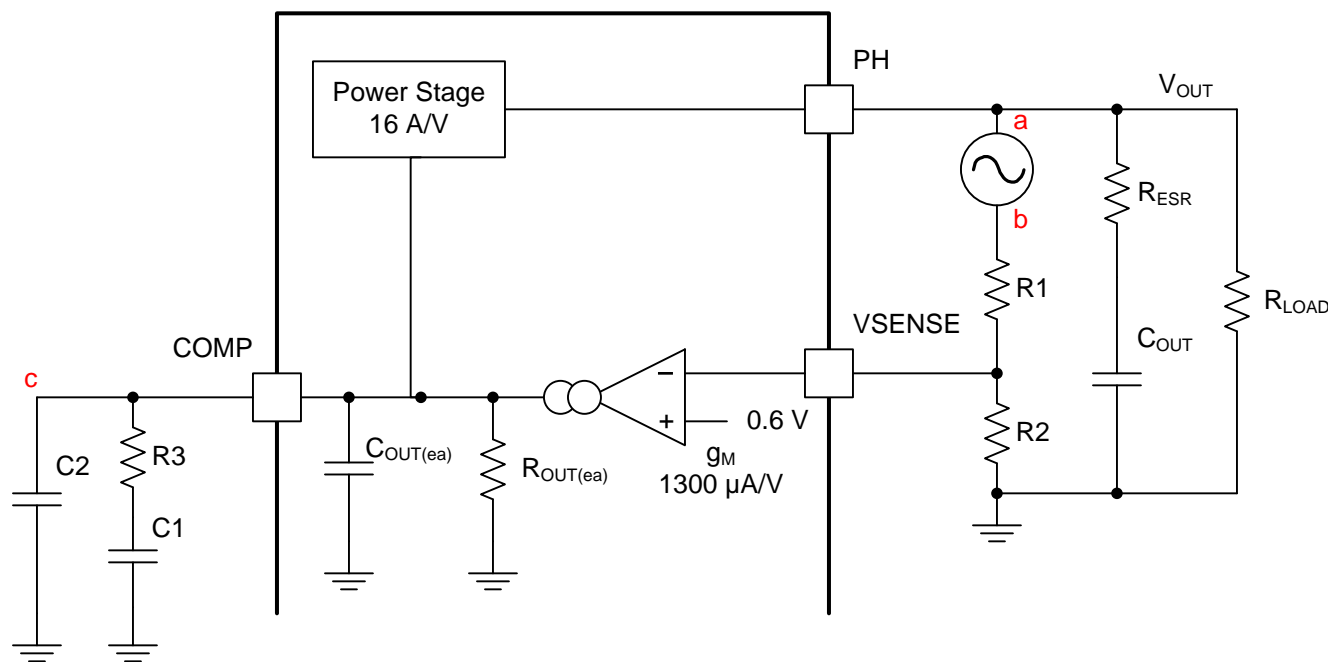 PH
Power Stage
16 A/V
VOUT
a
RESR
b
R1
RLOAD
VSENSE
COUT
COMP
c
−
+
0.6 V
R2
R3
COUT(ea)
ROUT(ea)
gM
1300 µA/V
C2
C1